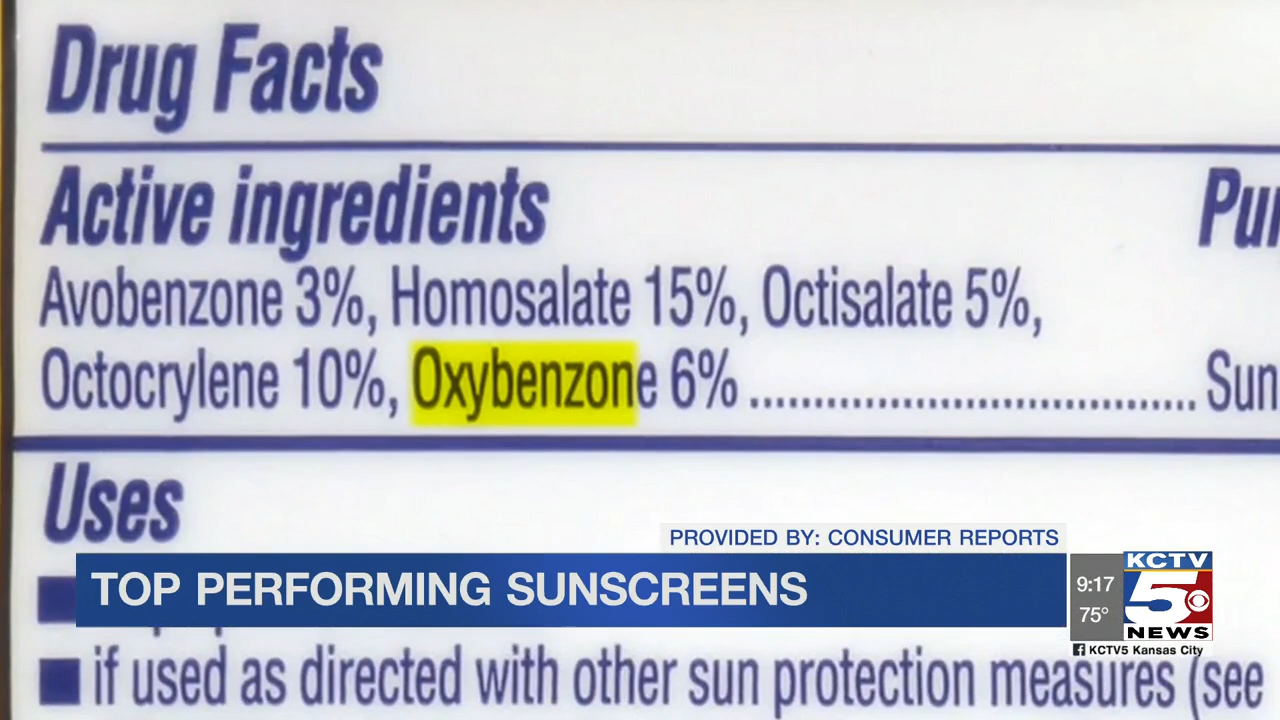 Drug Facts
Active ingredients
Avobenzone 3%, Homosalate 15%, Octisalate 5%,
Octocrylene 10%, Oxybenzone 6% ........................................ Sun
Uses
PROVIDED BY: CONSUMER REPORTS
TOP PERFORMING SUNSCREENS
9:17
75°
KCTV
5
NEWS
KCTV5 Kansas City
if used as directed with other sun protection measures (see